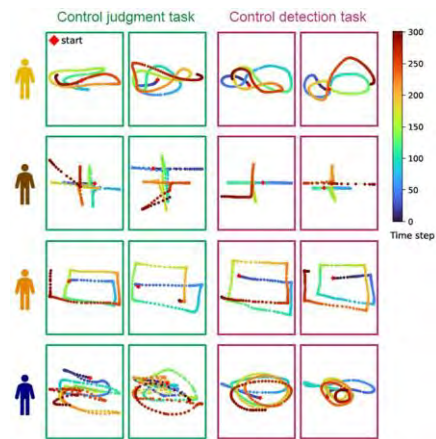 Control judgment task
Control detection task
start
300
250
200
150
100
50
0
Time step